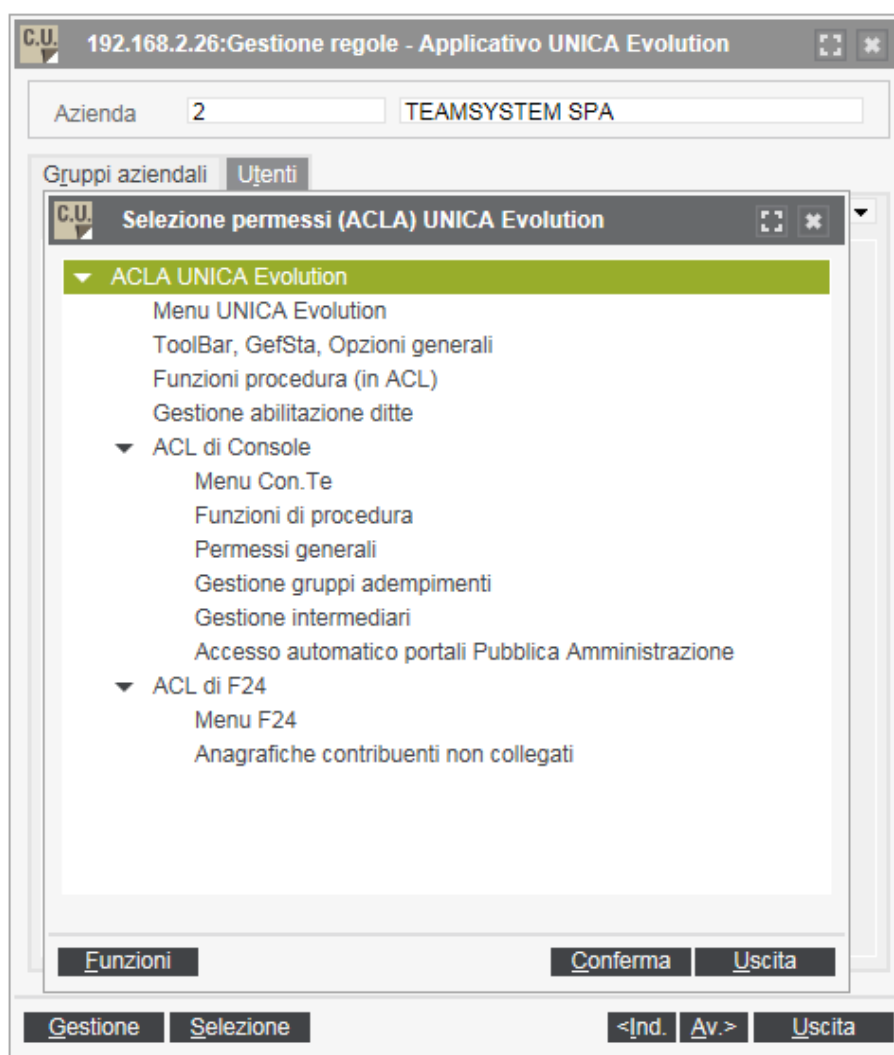 C.U. 192.168.2.26:Gestione regole - Applicativo UNICA Evolution
Azienda 2 TEAMSYSTEM SPA
Gruppi aziendali Utenti
C.U. Selezione permessi (ACLA) UNICA Evolution
ACLA UNICA Evolution
Menu UNICA Evolution
ToolBar, GefSta, Opzioni generali
Funzioni procedura (in ACL)
Gestione abilitazione ditte
ACL di Console
Menu Con.Te
Funzioni di procedura
Permessi generali
Gestione gruppi adempimenti
Gestione intermediari
Accesso automatico portali Pubblica Amministrazione
ACL di F24
Menu F24
Anagrafiche contribuenti non collegati
Funzioni Conferma Uscita
Gestione Selezione <Ind. Av.> Uscita